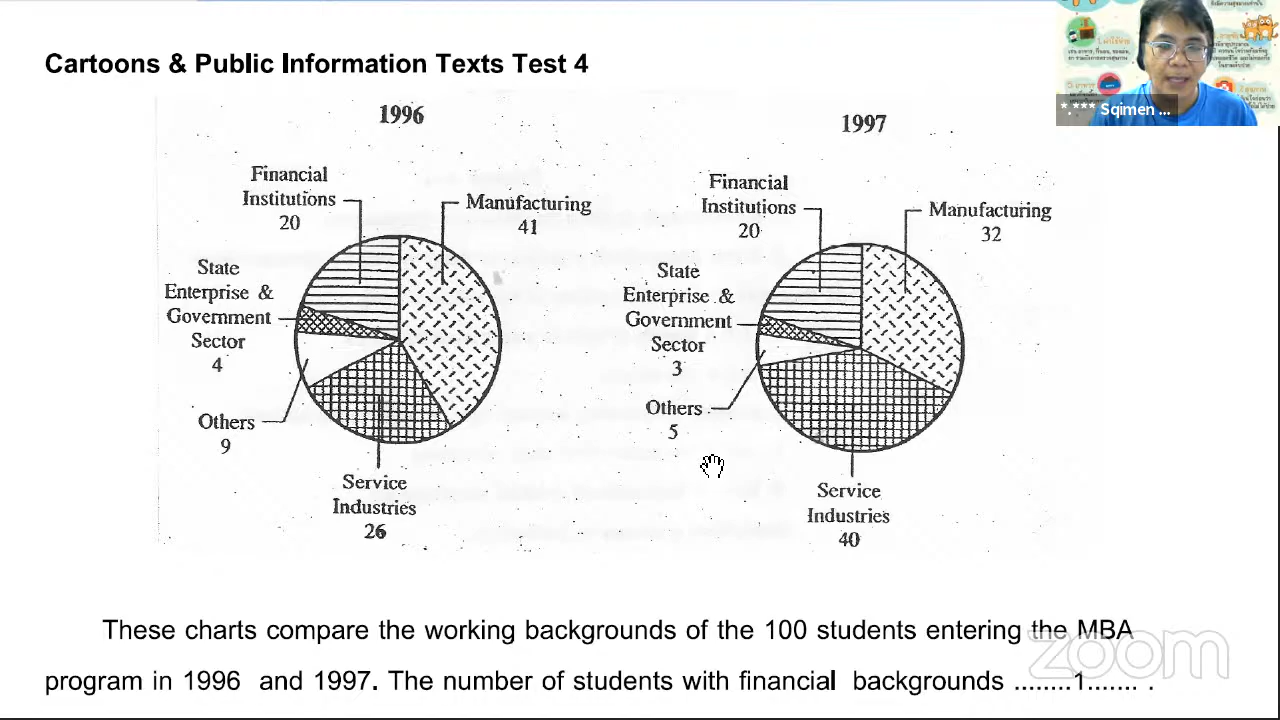 Cartoons & Public Information Texts Test 4
1996
Financial
Institutions
20
Manufacturing
41
State
Enterprise &
Government
Sector
4
Others
9
Service
Industries
26
1997
Financial
Institutions
20
Manufacturing
32
State
Enterprise &
Government
Sector
3
Others
5
Service
Industries
40
These charts compare the working backgrounds of the 100 students entering the MBA
program in 1996 and 1997. The number of students with financial backgrounds ........1....... .
zoom
*.*** Sqimen ...